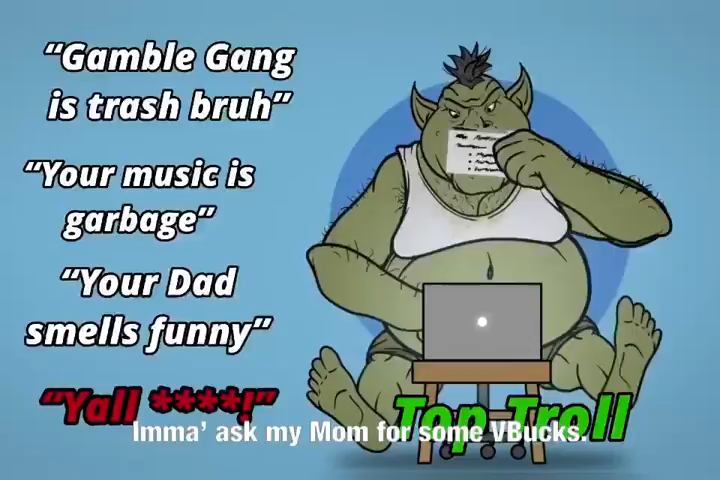 “Gamble Gang
is trash bruh”
“Your music is
garbage”
“Your Dad
smells funny”
“Yall ****!”
Top Troll
Imma’ ask my Mom for some VBucks.